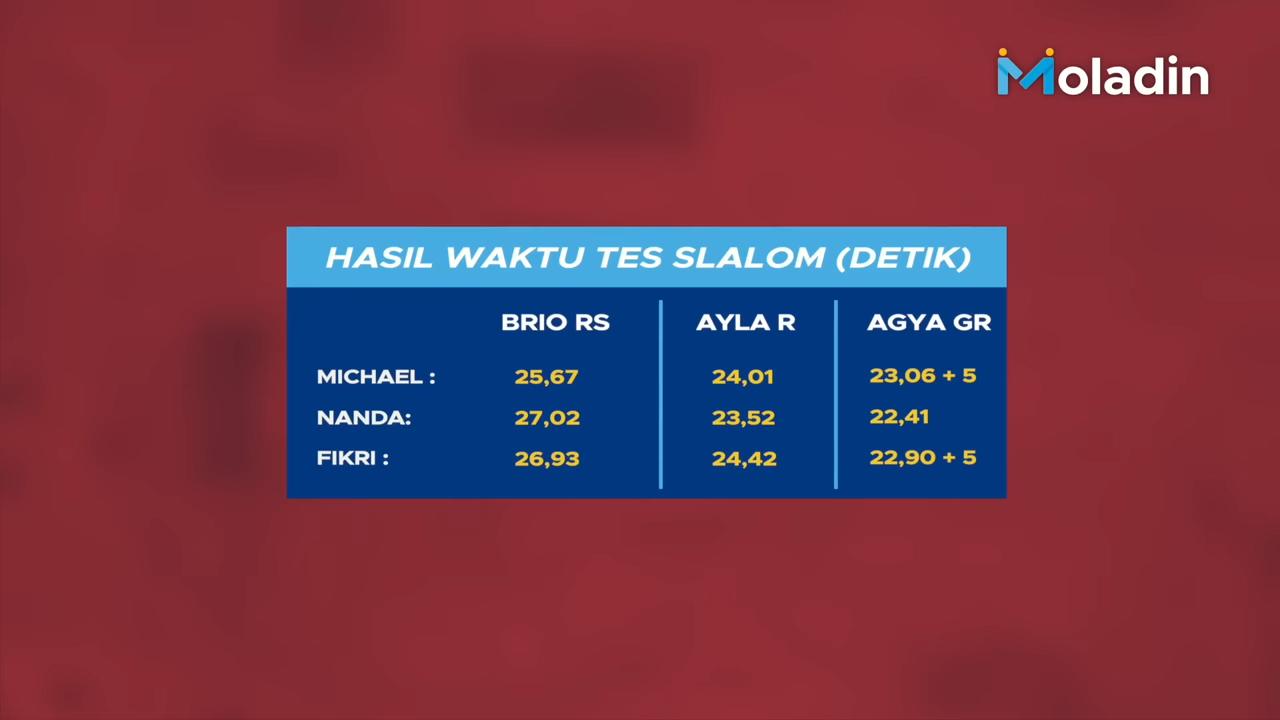 Moladin
HASIL WAKTU TES SLALOM (DETIK)
BRIO RS AYLA R AGYA GR
MICHAEL : 25,67 24,01 23,06 + 5
NANDA: 27,02 23,52 22,41
FIKRI : 26,93 24,42 22,90 + 5